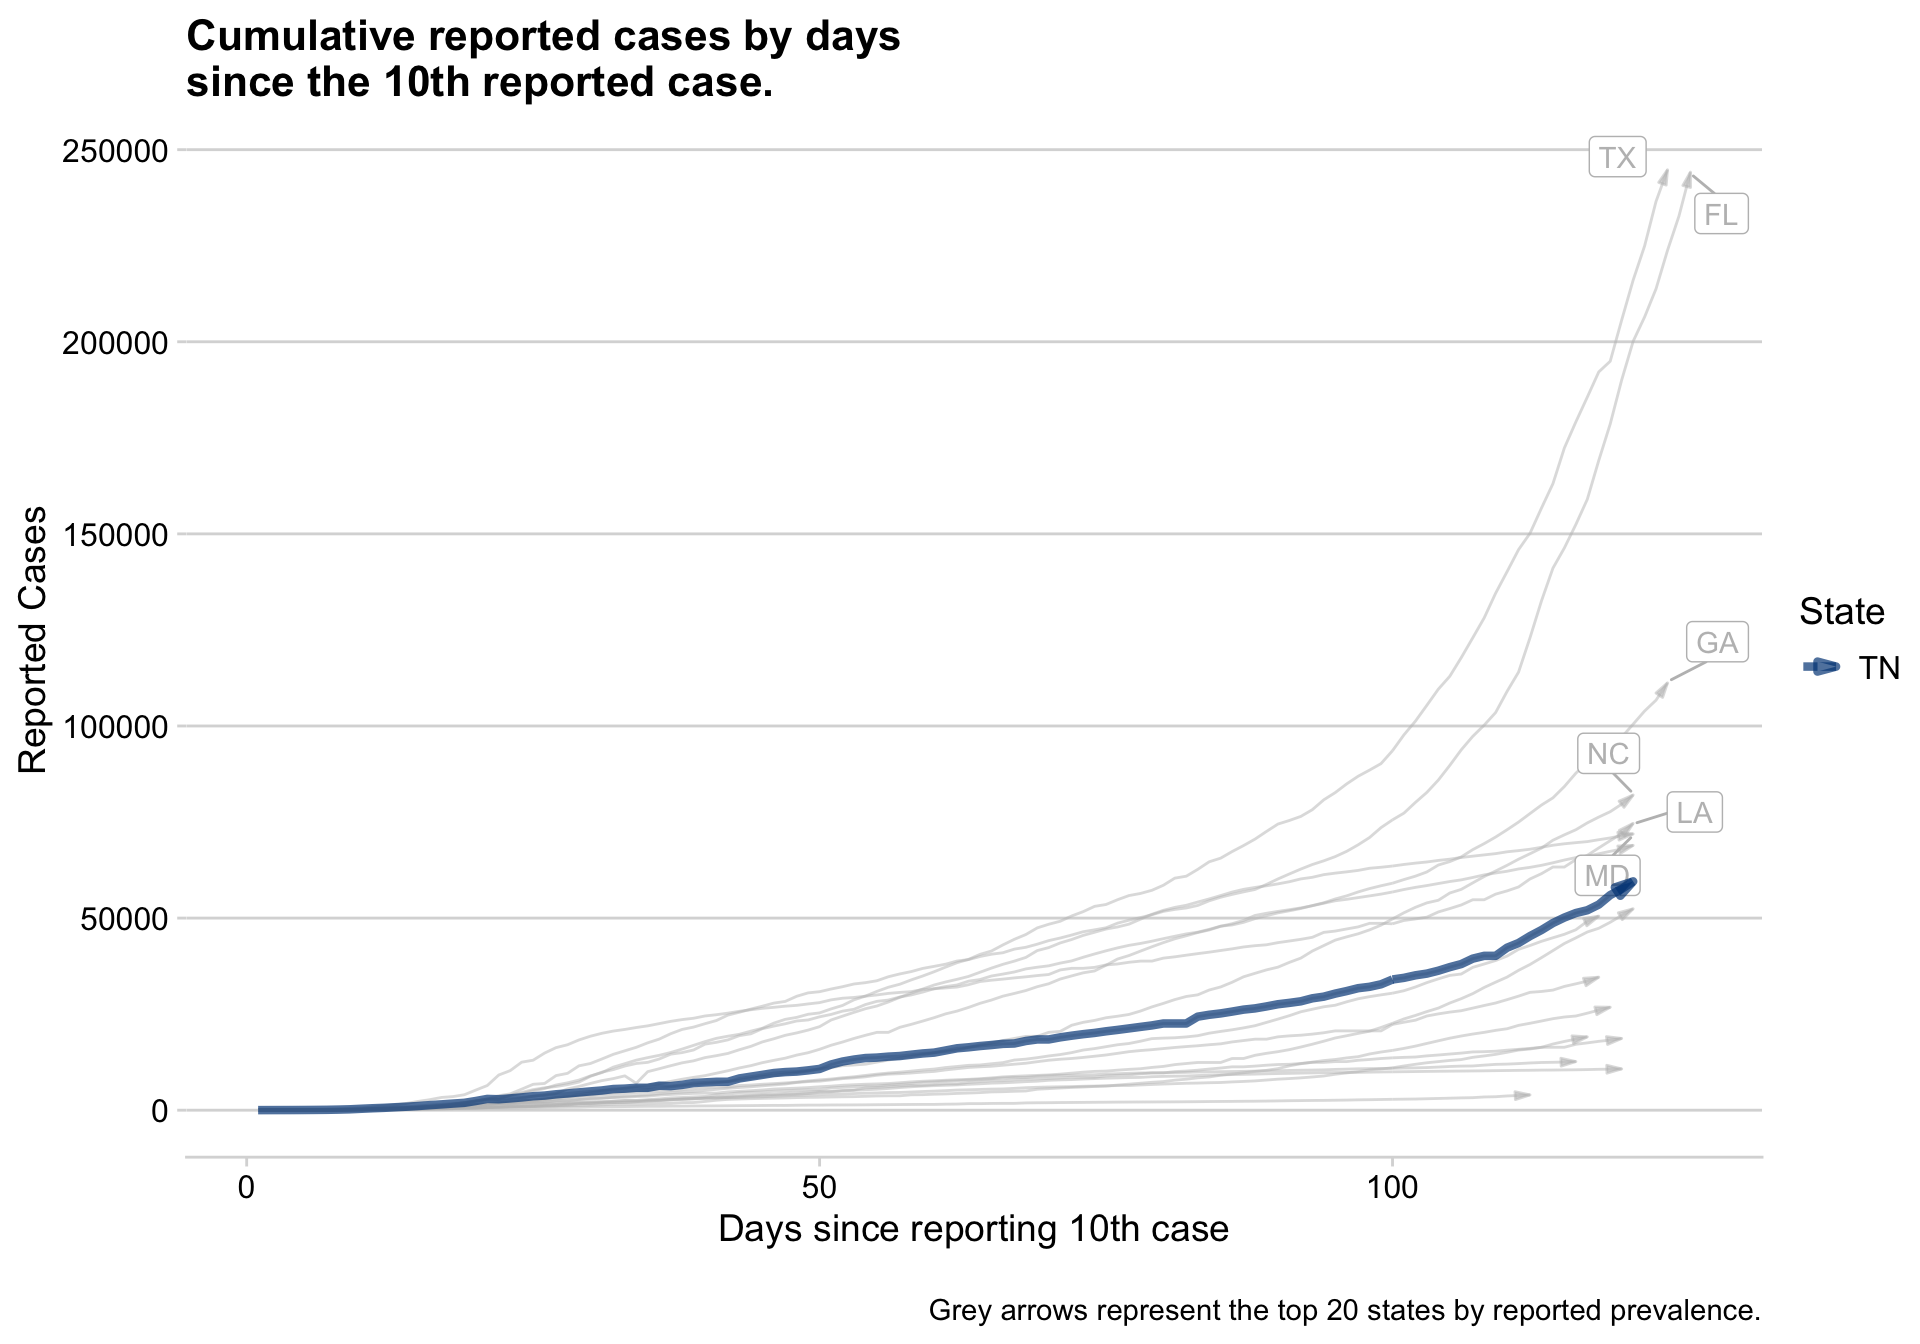 Cumulative reported cases by days
since the 10th reported case.
250000
200000
150000
100000
50000
0
Reported Cases
TX
FL
GA
NC
LA
MD
State
TN
0
50
100
Days since reporting 10th case
Grey arrows represent the top 20 states by reported prevalence.